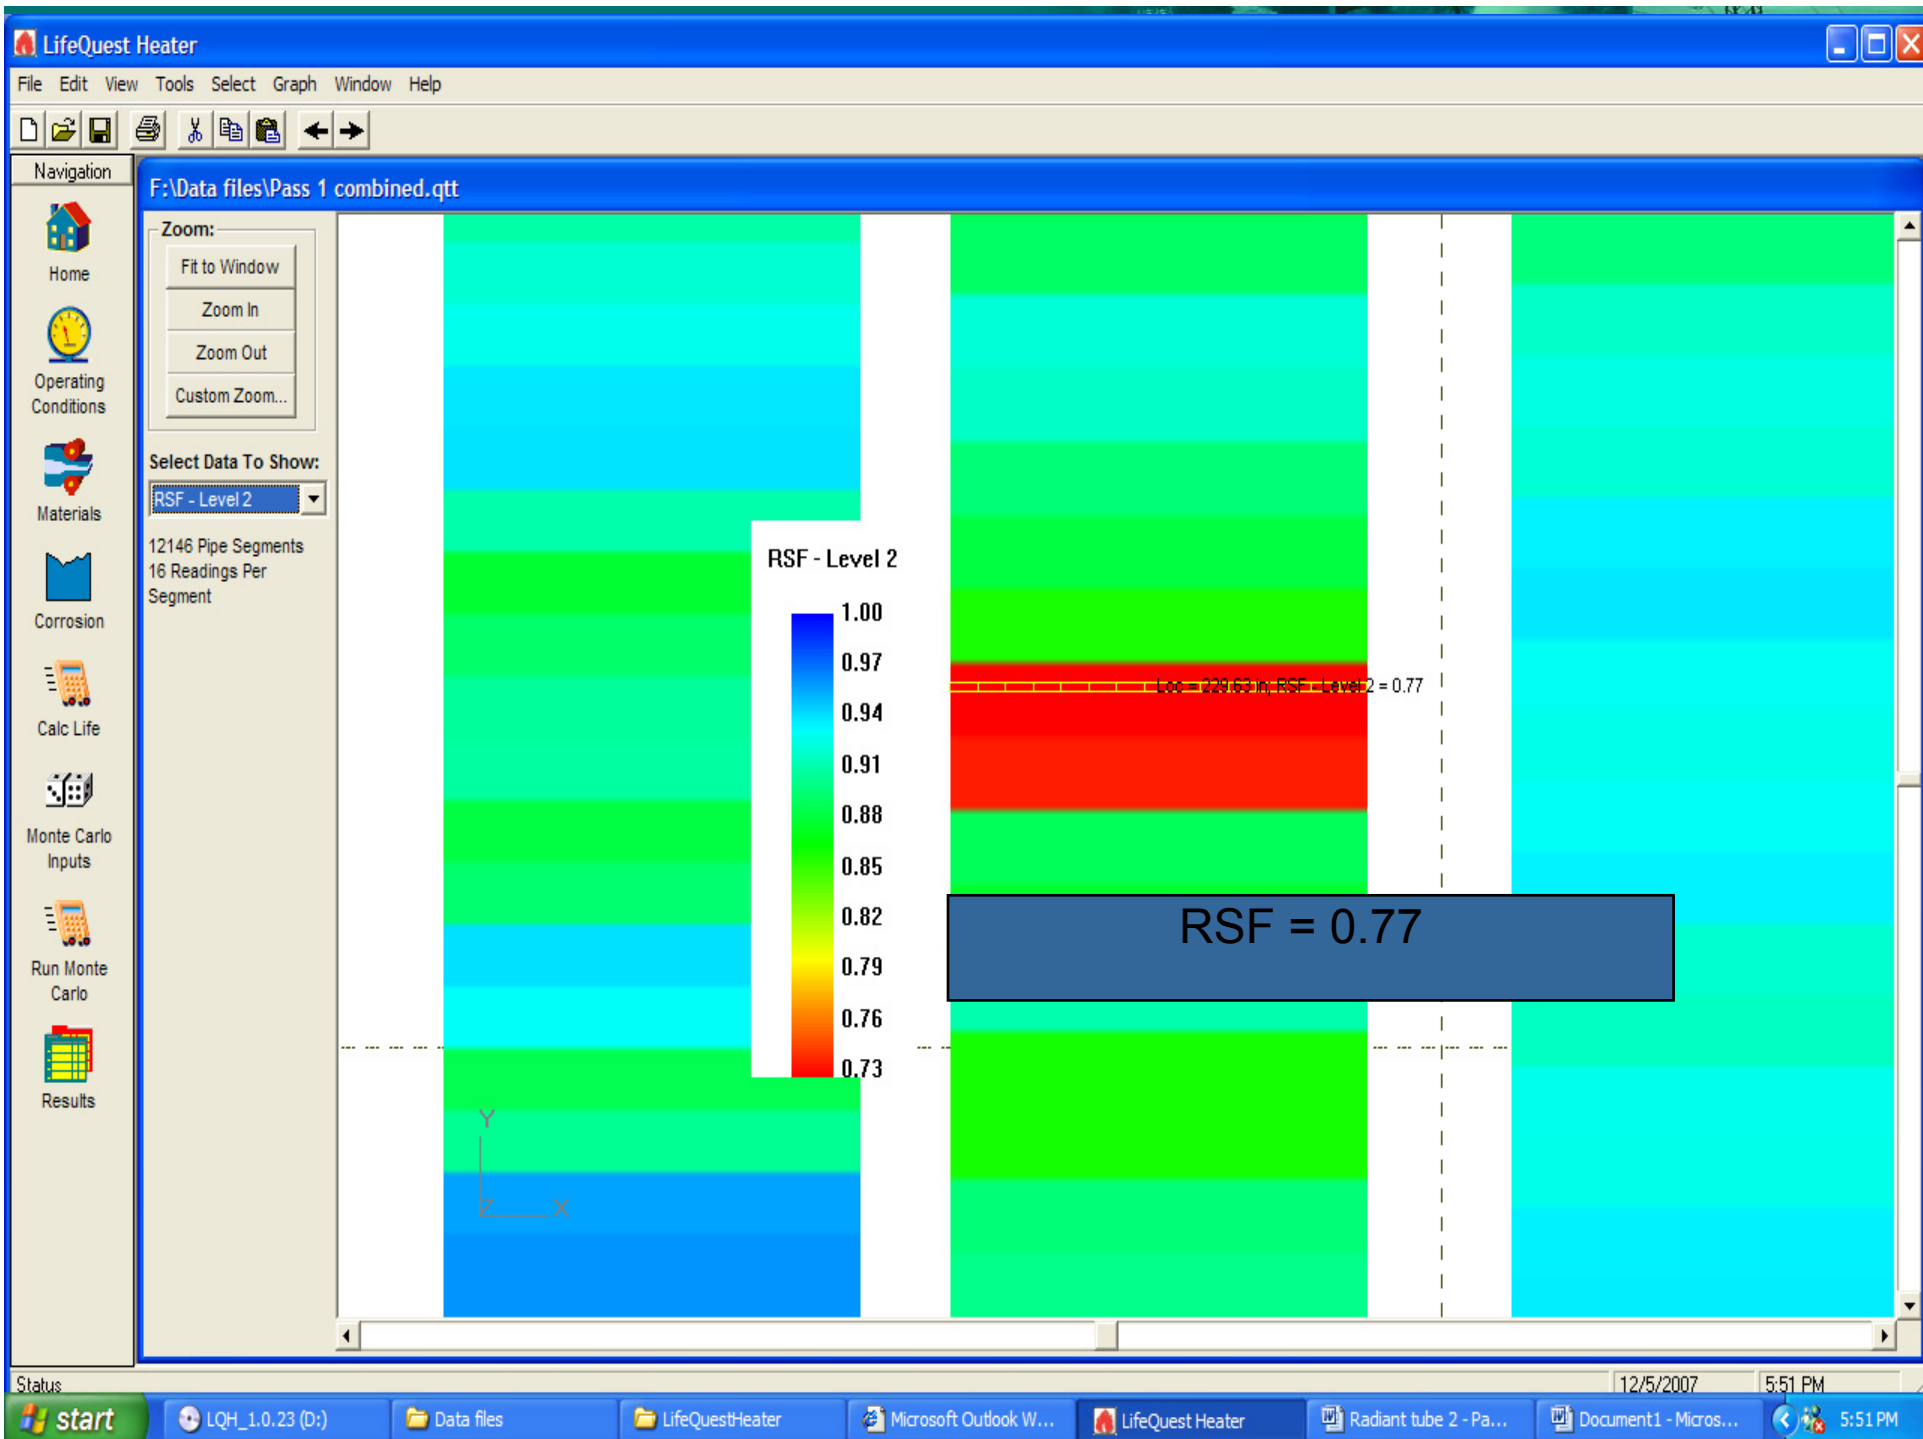 LifeQuest Heater
File Edit View Tools Select Graph Window Help
Navigation
Home
Operating
Conditions
Materials
Corrosion
Calc Life
Monte Carlo
Inputs
Run Monte
Carlo
Results
F:\Data files\Pass 1 combined.qtt
Zoom:
Fit to Window
Zoom In
Zoom Out
Custom Zoom...
Select Data To Show:
RSF - Level 2
12146 Pipe Segments
16 Readings Per
Segment
RSF - Level 2
1.00
0.97
0.94
0.91
0.88
0.85
0.82
0.79
0.76
0.73
Loc = 229.63 in; RSF - Level 2 = 0.77
RSF = 0.77
Y
Z X
Status 12/5/2007 5:51 PM
start LQH_1.0.23 (D:) Data files LifeQuestHeater Microsoft Outlook W... LifeQuest Heater Radiant tube 2 - Pa... Document1 - Micros... 5:51 PM